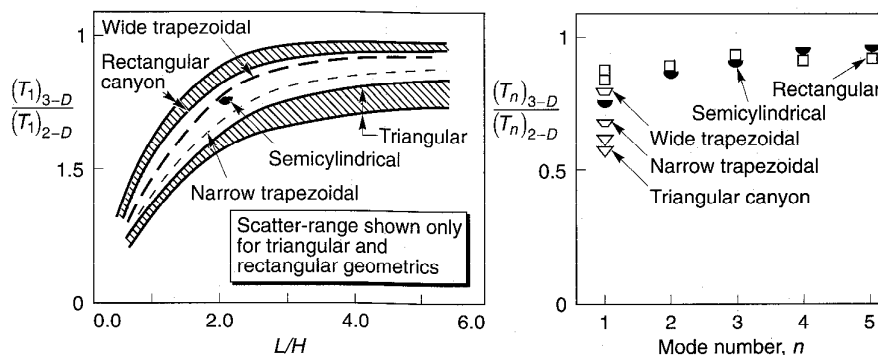 1
(T₁)₃₋D
(T₁)₂₋D
1.5
0
Wide trapezoidal
Rectangular
canyon
Triangular
Semicylindrical
Narrow trapezoidal
Scatter-range shown only
for triangular and
rectangular geometrics
0.0 2.0 4.0 6.0
L/H
1
(Tₙ)₃₋D
(Tₙ)₂₋D
0.5
0
Rectangular
Semicylindrical
Wide trapezoidal
Narrow trapezoidal
Triangular canyon
1 2 3 4 5
Mode number, n